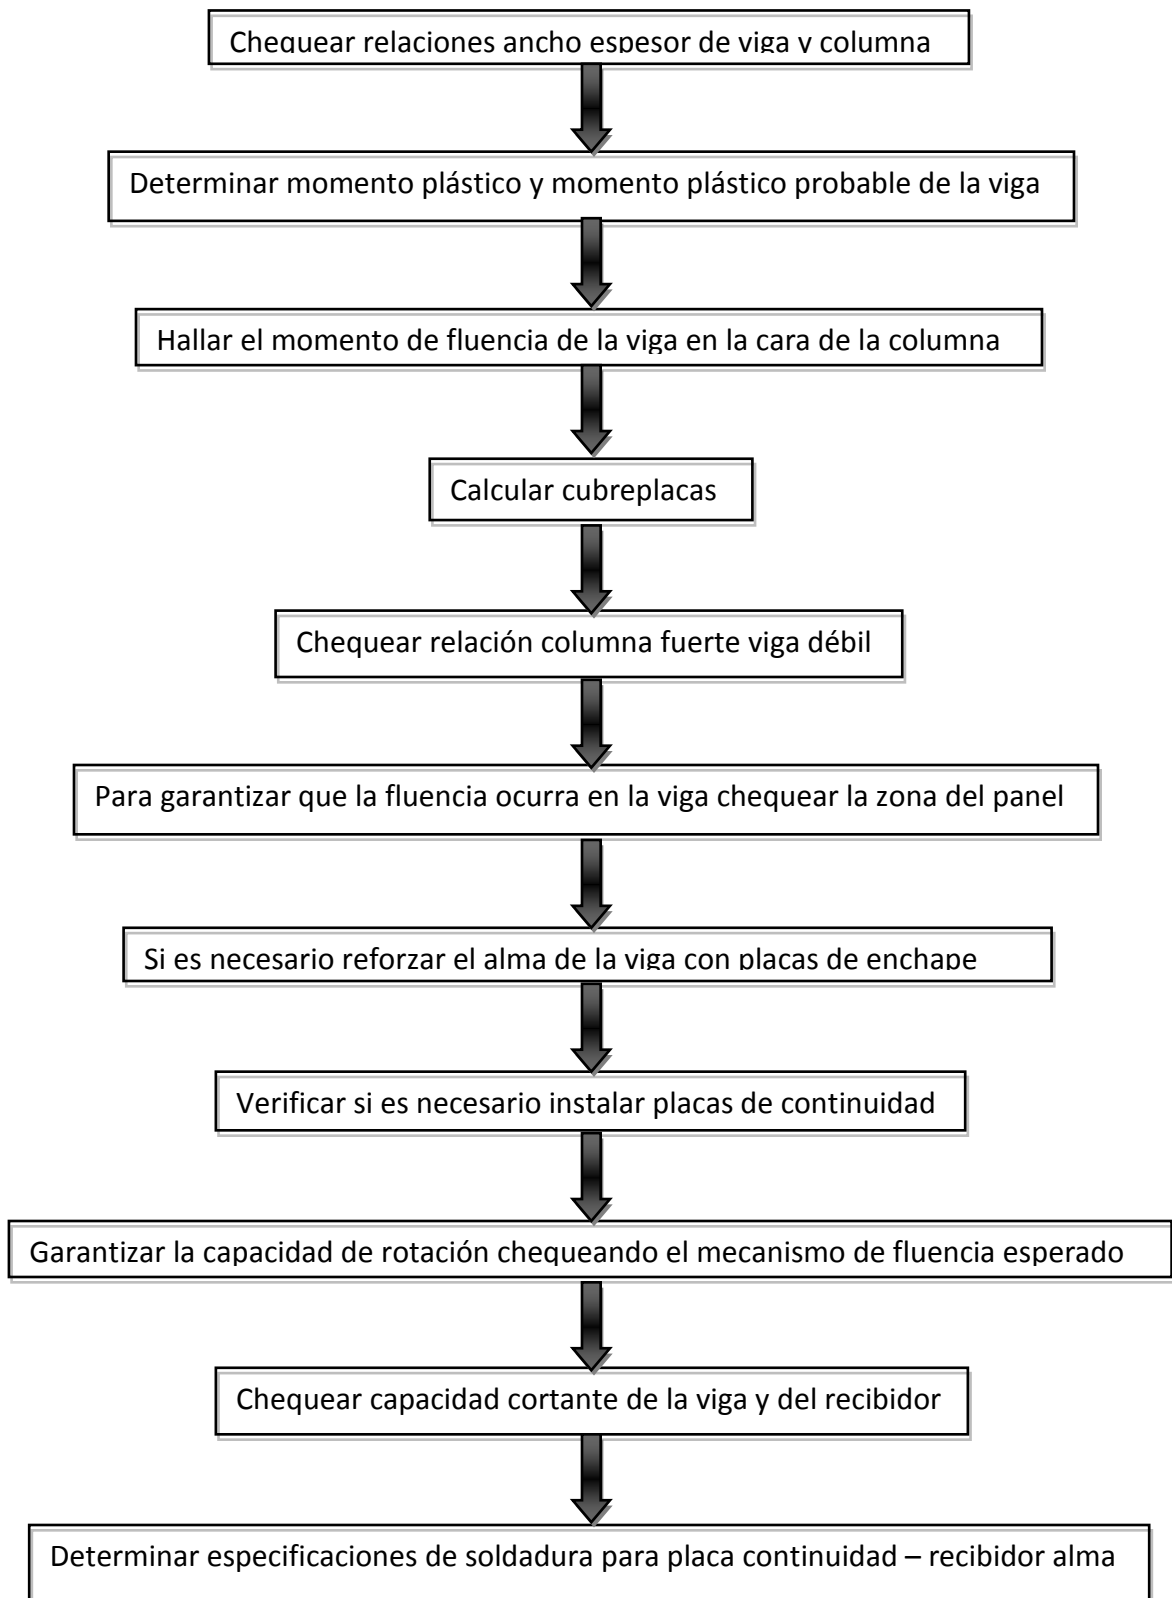 Chequear relaciones ancho espesor de viga y columna
Determinar momento plástico y momento plástico probable de la viga
Hallar el momento de fluencia de la viga en la cara de la columna
Calcular cubreplacas
Chequear relación columna fuerte viga débil
Para garantizar que la fluencia ocurra en la viga chequear la zona del panel
Si es necesario reforzar el alma de la viga con placas de enchape
Verificar si es necesario instalar placas de continuidad
Garantizar la capacidad de rotación chequeando el mecanismo de fluencia esperado
Chequear capacidad cortante de la viga y del recibidor
Determinar especificaciones de soldadura para placa continuidad – recibidor alma